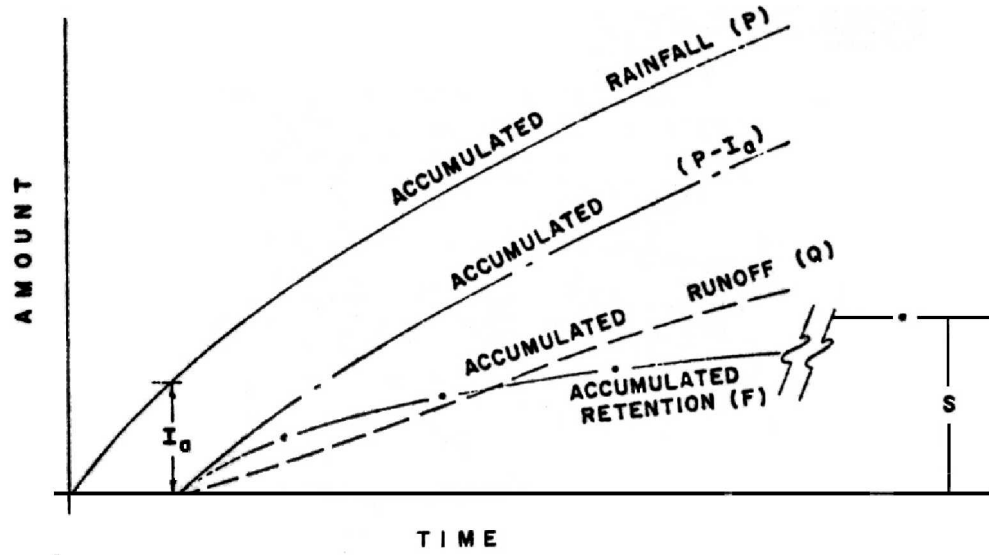 ACCUMULATED RAINFALL (P)
ACCUMULATED (P-Ia)
ACCUMULATED RUNOFF (Q)
ACCUMULATED
RETENTION (F)
Ia
S
AMOUNT
TIME